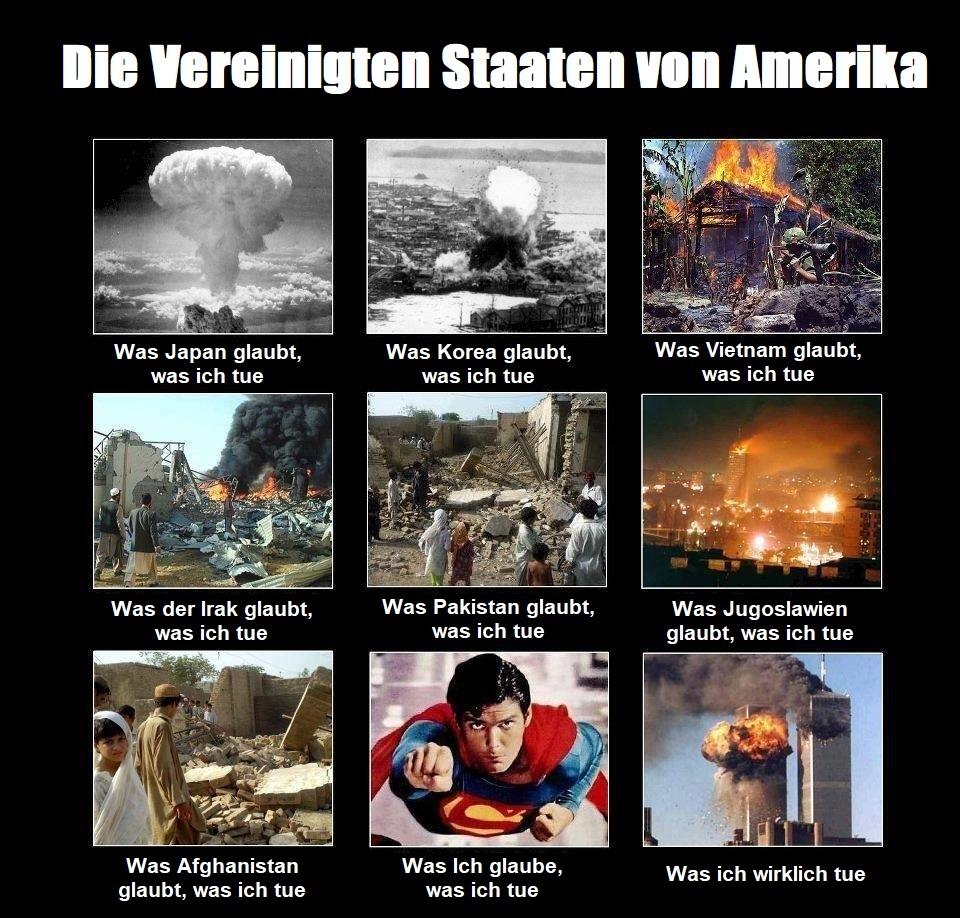 Die Vereinigten Staaten von Amerika
Was Japan glaubt,
was ich tue
Was Korea glaubt,
was ich tue
Was Vietnam glaubt,
was ich tue
Was der Irak glaubt,
was ich tue
Was Pakistan glaubt,
was ich tue
Was Jugoslawien
glaubt, was ich tue
Was Afghanistan
glaubt, was ich tue
Was Ich glaube,
was ich tue
Was ich wirklich tue